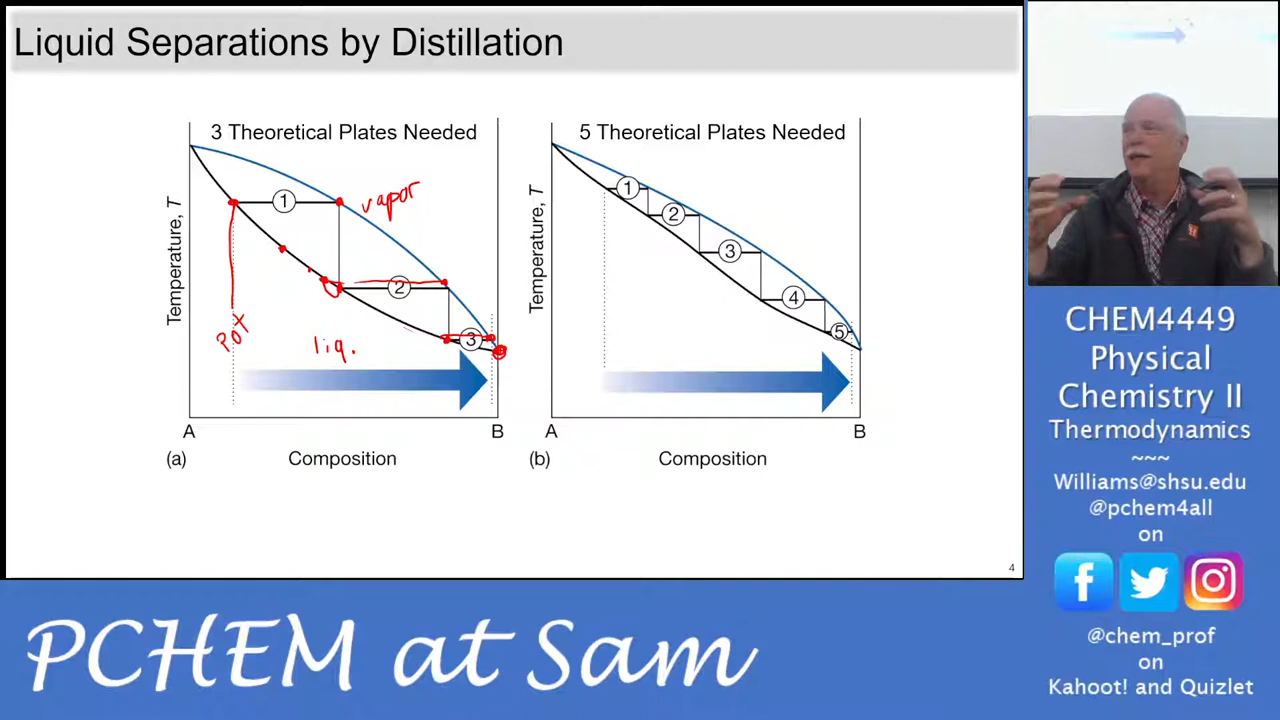 Liquid Separations by Distillation
3 Theoretical Plates Needed
Temperature, T
1
vapor
2
3
pot
liq.
A
B
(a)
Composition
5 Theoretical Plates Needed
Temperature, T
1
2
3
4
5
A
B
(b)
Composition
4
CHEM4449
Physical
Chemistry II
Thermodynamics
~~~
Williams@shsu.edu
@pchem4all
on
@chem_prof
on
Kahoot! and Quizlet
PCHEM at Sam